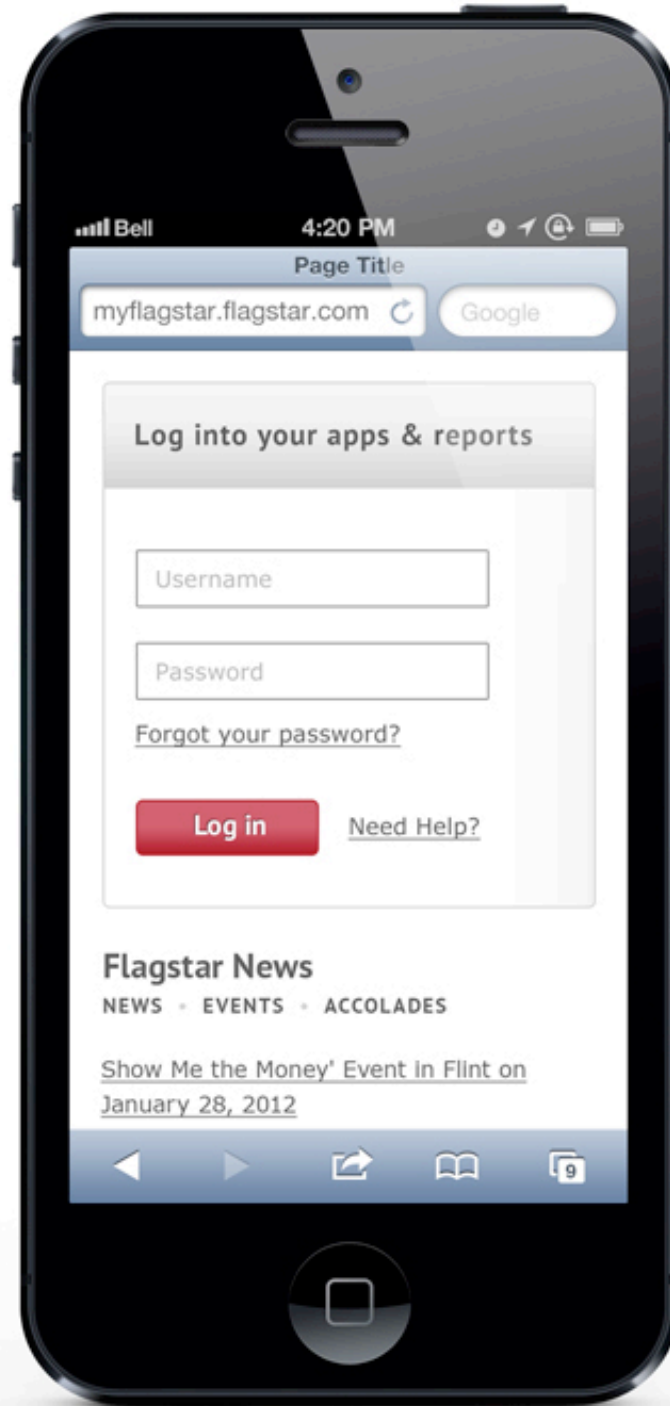 Bell 4:20 PM
Page Title
myflagstar.flagstar.com Google
Log into your apps & reports
Username
Password
Forgot your password?
Log in Need Help?
Flagstar News
NEWS • EVENTS • ACCOLADES
Show Me the Money' Event in Flint on
January 28, 2012
9